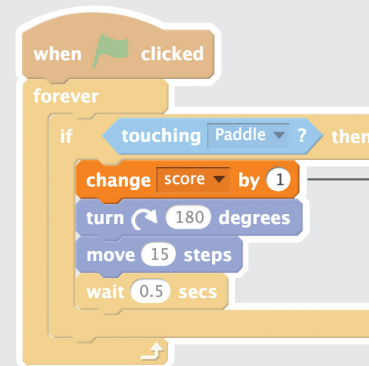 when clicked
forever
if touching Paddle ? then
change score by 1
turn 180 degrees
move 15 steps
wait 0.5 secs